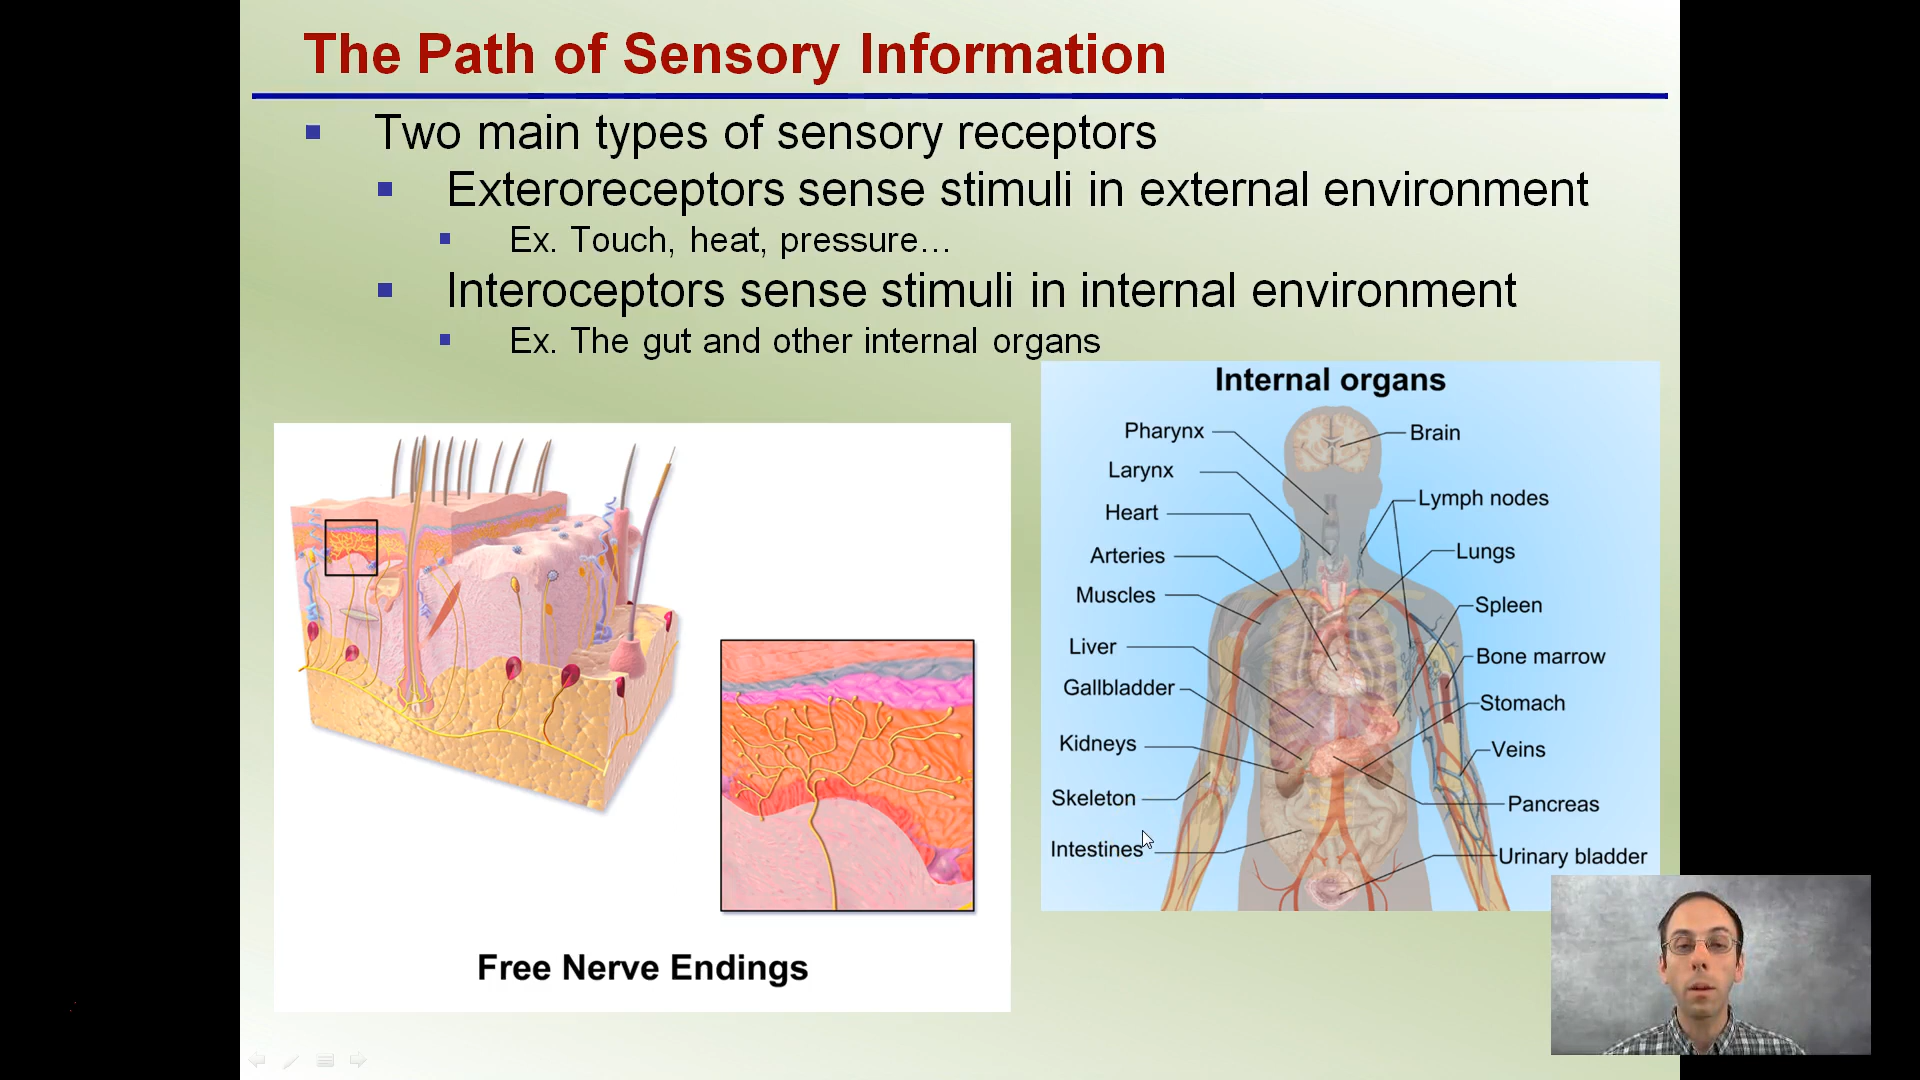 The Path of Sensory Information
Two main types of sensory receptors
Exteroreceptors sense stimuli in external environment
Ex. Touch, heat, pressure...
Interoceptors sense stimuli in internal environment
Ex. The gut and other internal organs
Free Nerve Endings
Internal organs
Pharynx
Larynx
Heart
Arteries
Muscles
Liver
Gallbladder
Kidneys
Skeleton
Intestines
Brain
Lymph nodes
Lungs
Spleen
Bone marrow
Stomach
Veins
Pancreas
Urinary bladder